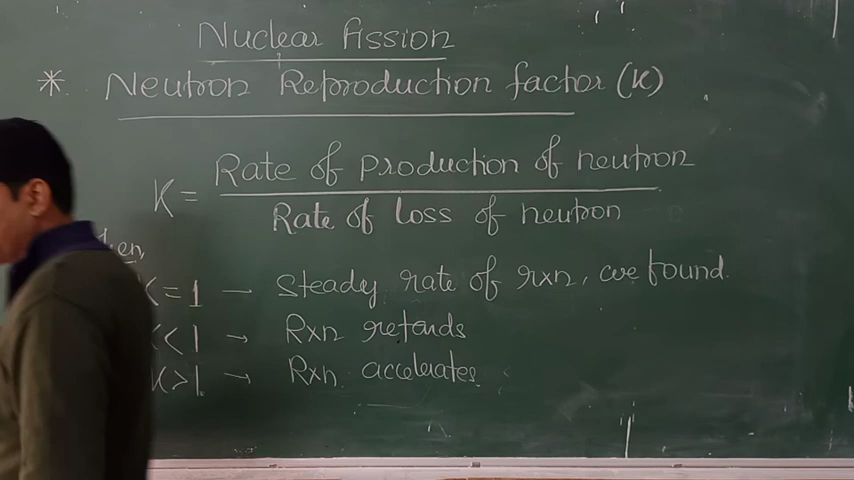 Nuclear fission
* Neutron Reproduction factor (K)
K = Rate of production of neutron
Rate of loss of neutron
K = 1 — Steady rate of rxn, we found.
K < 1 → Rxn retards
K > 1. → Rxn accelerates